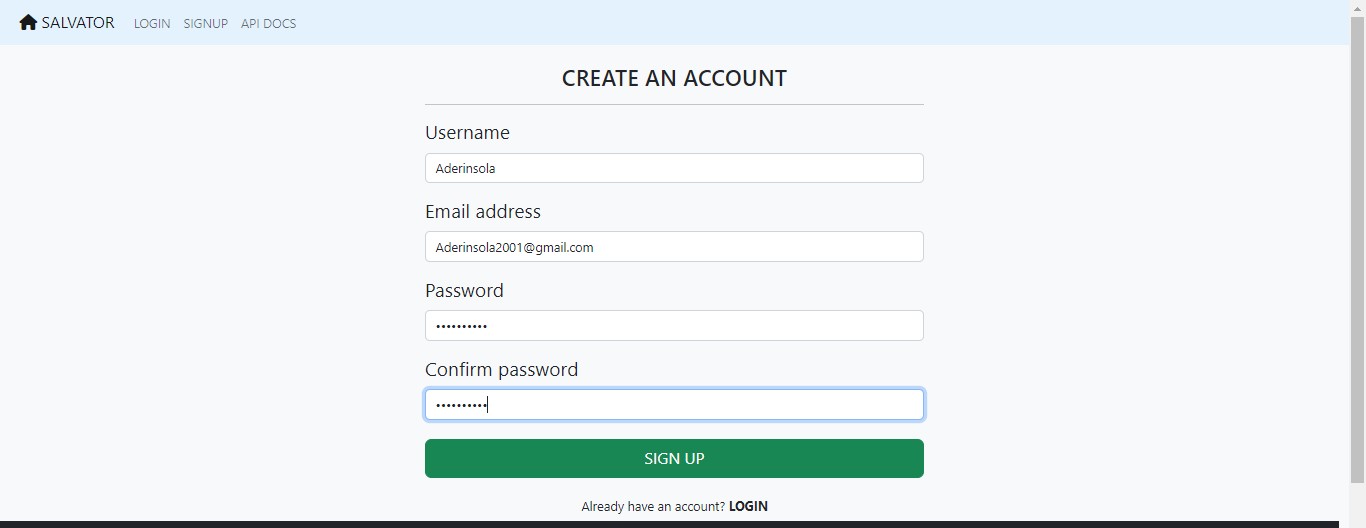 SALVATOR LOGIN SIGNUP API DOCS
CREATE AN ACCOUNT
Username
Aderinsola
Email address
Aderinsola2001@gmail.com
Password
••••••••••
Confirm password
••••••••••
SIGN UP
Already have an account? LOGIN